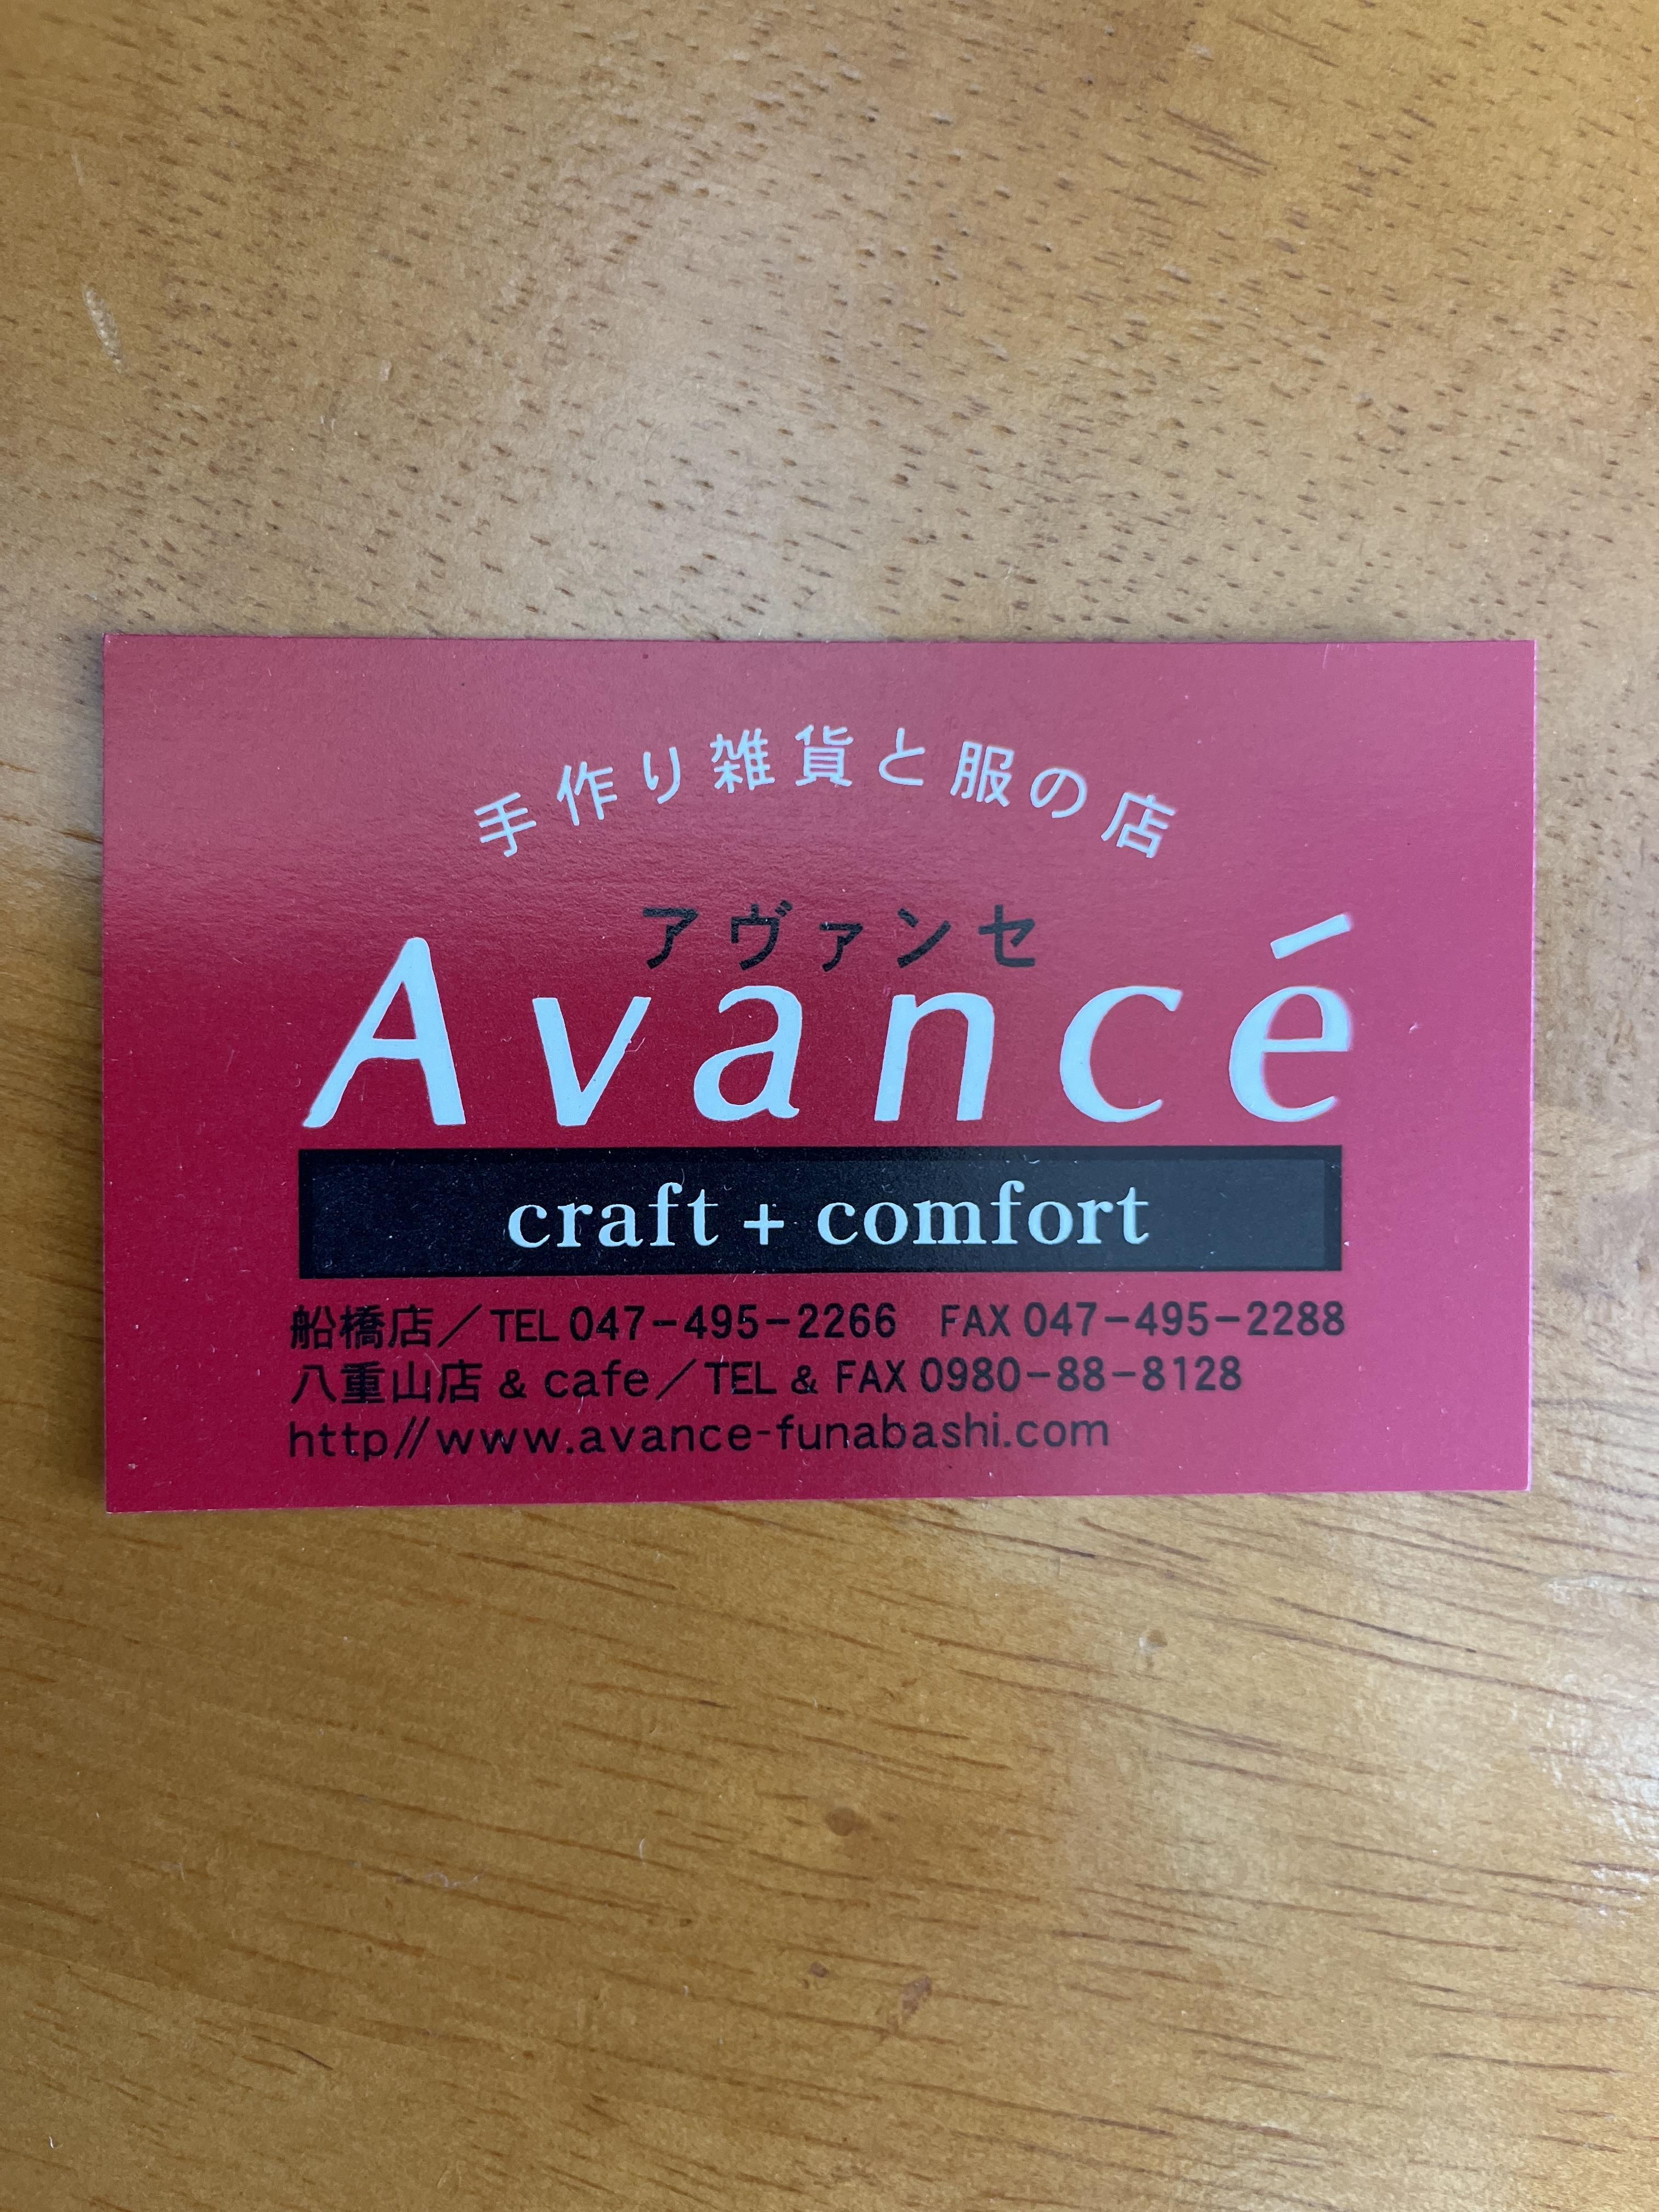 手作り雑貨と服の店
アヴァンセ
Avancé
craft + comfort
船橋店／TEL 047-495-2266　FAX 047-495-2288
八重山店 & cafe／TEL & FAX 0980-88-8128
http//www.avance-funabashi.com